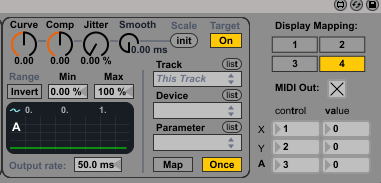 Curve Comp Jitter Smooth Scale Target
0.00 0.00 0.00 % 0.00 ms init On
Range Min Max
Invert 0.00 100 %
0. 0. 1.
A
Output rate: 50.0 ms
Track list
This Track
Device list
Parameter list
Map Once
Display Mapping:
1 2
3 4
MIDI Out:
control value
X 1 0
Y 2 0
A 3 0